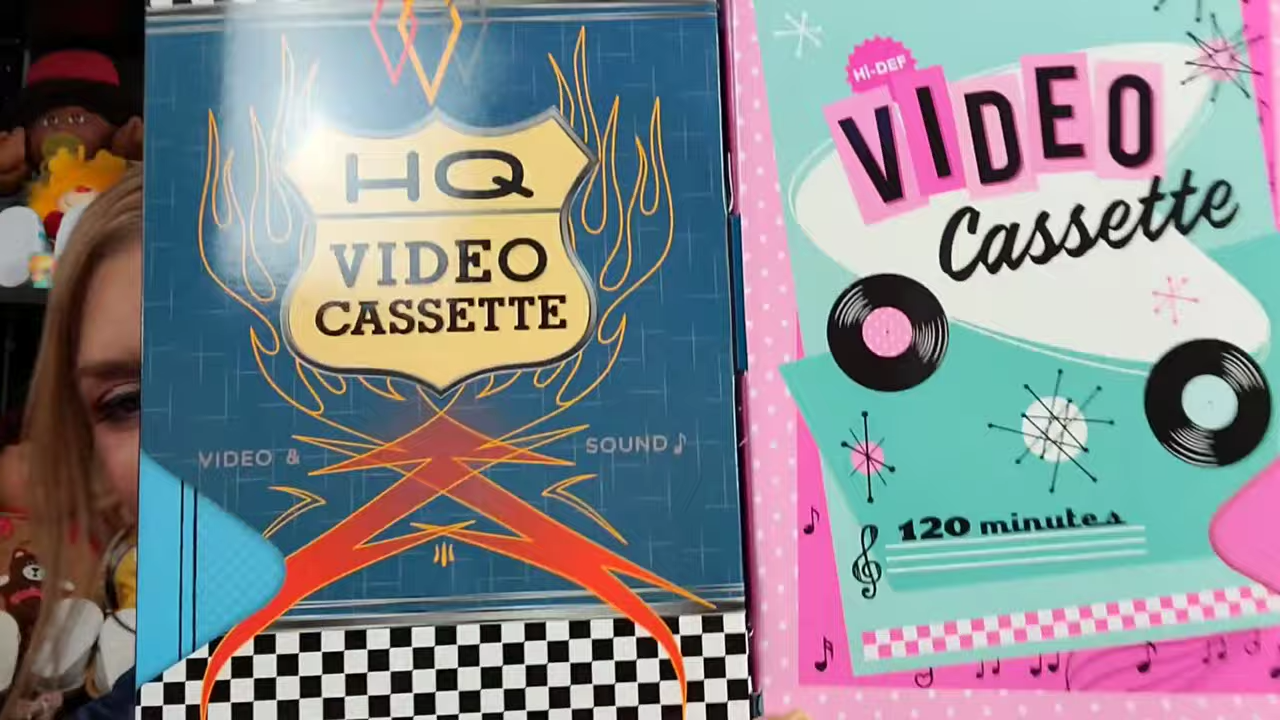 HQ
VIDEO
CASSETTE
VIDEO & SOUND
Hi-DEF
VIDEO
Cassette
120 minutes